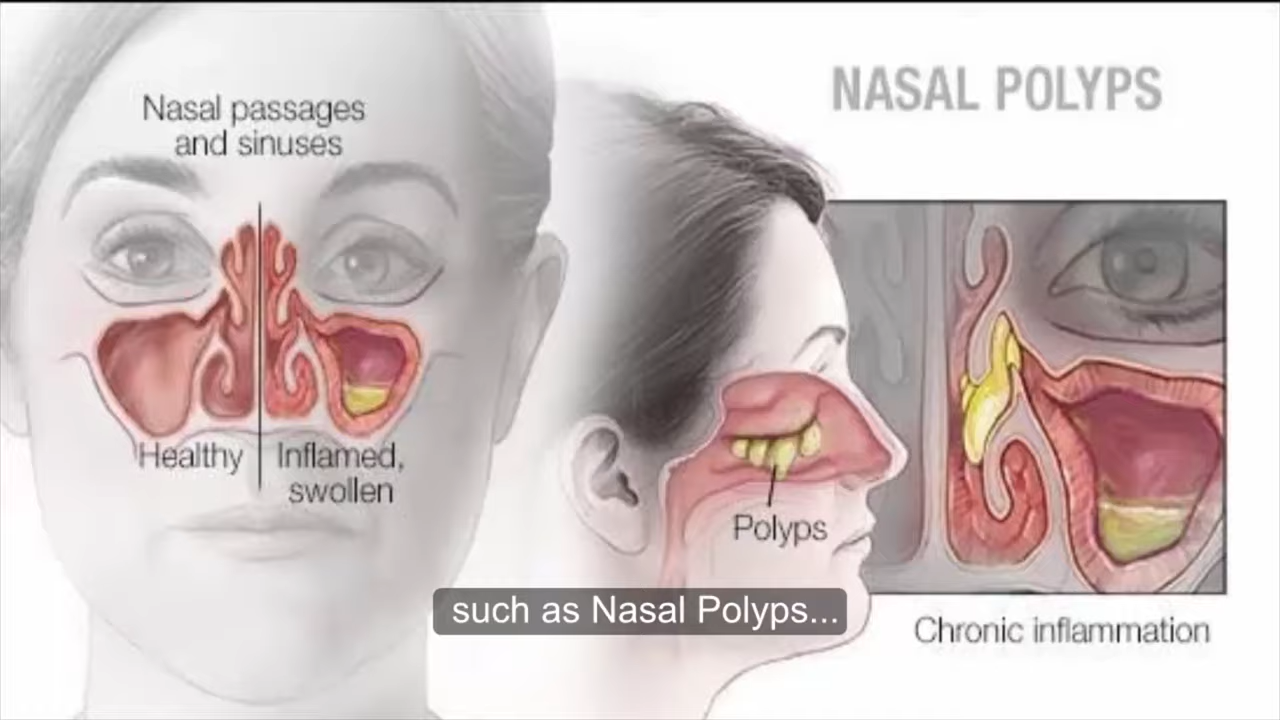 NASAL POLYPS
Nasal passages
and sinuses
Healthy
Inflamed,
swollen
Polyps
such as Nasal Polyps...
Chronic inflammation